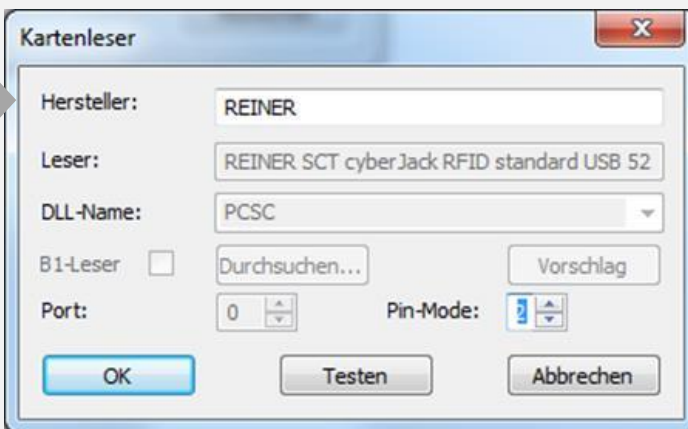 Kartenleser
Hersteller: REINER
Leser: REINER SCT cyberJack RFID standard USB 52
DLL-Name: PCSC
B1-Leser Durchsuchen... Vorschlag
Port: 0 Pin-Mode: 2
OK Testen Abbrechen